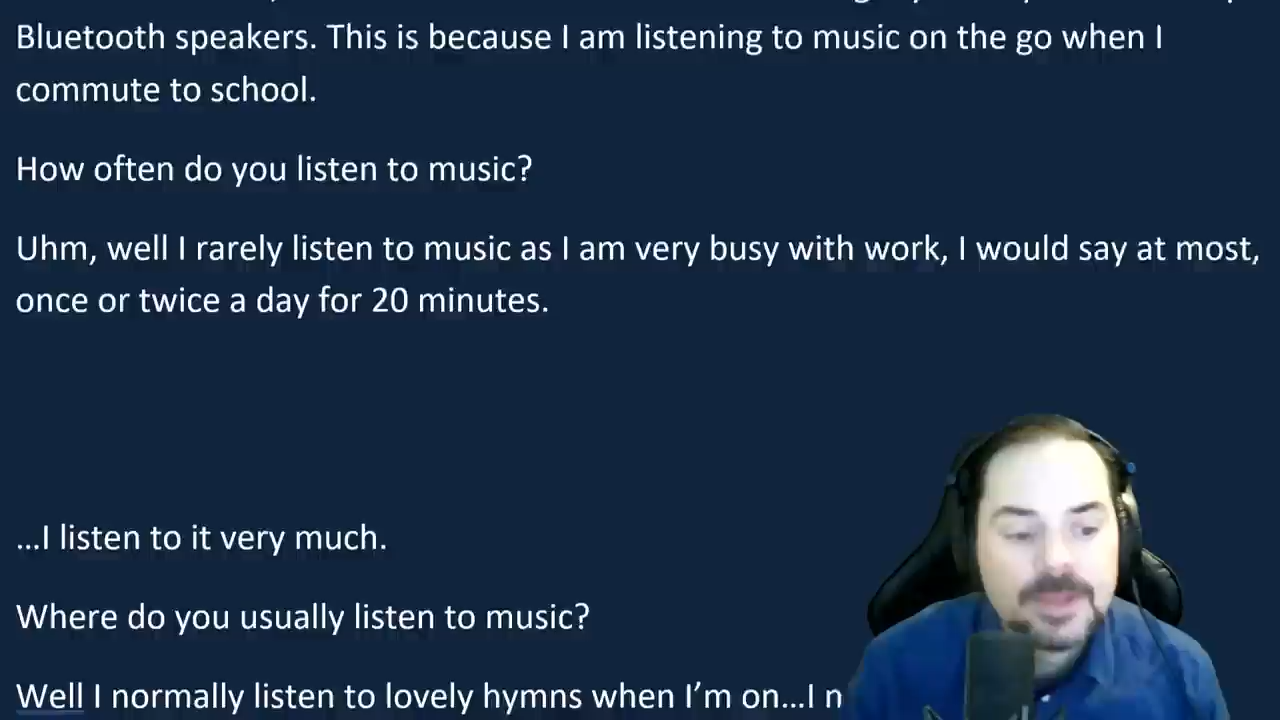 Bluetooth speakers. This is because I am listening to music on the go when I
commute to school.
How often do you listen to music?
Uhm, well I rarely listen to music as I am very busy with work, I would say at most,
once or twice a day for 20 minutes.
…I listen to it very much.
Where do you usually listen to music?
Well I normally listen to lovely hymns when I’m on…I n